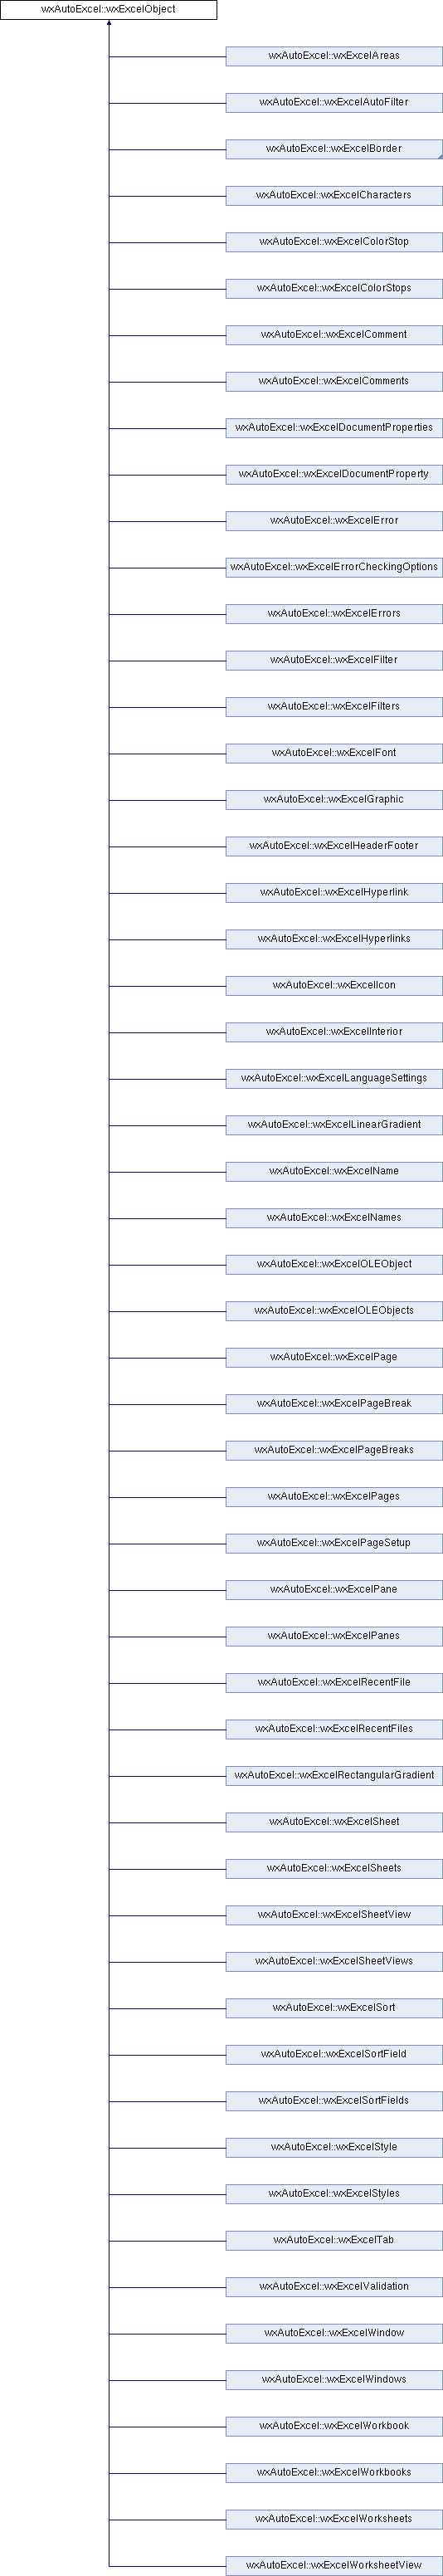 wxAutoExcel::wxExcelObject
wxAutoExcel::wxExcelAreas
wxAutoExcel::wxExcelAutoFilter
wxAutoExcel::wxExcelBorder
wxAutoExcel::wxExcelCharacters
wxAutoExcel::wxExcelColorStop
wxAutoExcel::wxExcelColorStops
wxAutoExcel::wxExcelComment
wxAutoExcel::wxExcelComments
wxAutoExcel::wxExcelDocumentProperties
wxAutoExcel::wxExcelDocumentProperty
wxAutoExcel::wxExcelError
wxAutoExcel::wxExcelErrorCheckingOptions
wxAutoExcel::wxExcelErrors
wxAutoExcel::wxExcelFilter
wxAutoExcel::wxExcelFilters
wxAutoExcel::wxExcelFont
wxAutoExcel::wxExcelGraphic
wxAutoExcel::wxExcelHeaderFooter
wxAutoExcel::wxExcelHyperlink
wxAutoExcel::wxExcelHyperlinks
wxAutoExcel::wxExcelIcon
wxAutoExcel::wxExcelInterior
wxAutoExcel::wxExcelLanguageSettings
wxAutoExcel::wxExcelLinearGradient
wxAutoExcel::wxExcelName
wxAutoExcel::wxExcelNames
wxAutoExcel::wxExcelOLEObject
wxAutoExcel::wxExcelOLEObjects
wxAutoExcel::wxExcelPage
wxAutoExcel::wxExcelPageBreak
wxAutoExcel::wxExcelPageBreaks
wxAutoExcel::wxExcelPages
wxAutoExcel::wxExcelPageSetup
wxAutoExcel::wxExcelPane
wxAutoExcel::wxExcelPanes
wxAutoExcel::wxExcelRecentFile
wxAutoExcel::wxExcelRecentFiles
wxAutoExcel::wxExcelRectangularGradient
wxAutoExcel::wxExcelSheet
wxAutoExcel::wxExcelSheets
wxAutoExcel::wxExcelSheetView
wxAutoExcel::wxExcelSheetViews
wxAutoExcel::wxExcelSort
wxAutoExcel::wxExcelSortField
wxAutoExcel::wxExcelSortFields
wxAutoExcel::wxExcelStyle
wxAutoExcel::wxExcelStyles
wxAutoExcel::wxExcelTab
wxAutoExcel::wxExcelValidation
wxAutoExcel::wxExcelWindow
wxAutoExcel::wxExcelWindows
wxAutoExcel::wxExcelWorkbook
wxAutoExcel::wxExcelWorkbooks
wxAutoExcel::wxExcelWorksheets
wxAutoExcel::wxExcelWorksheetView